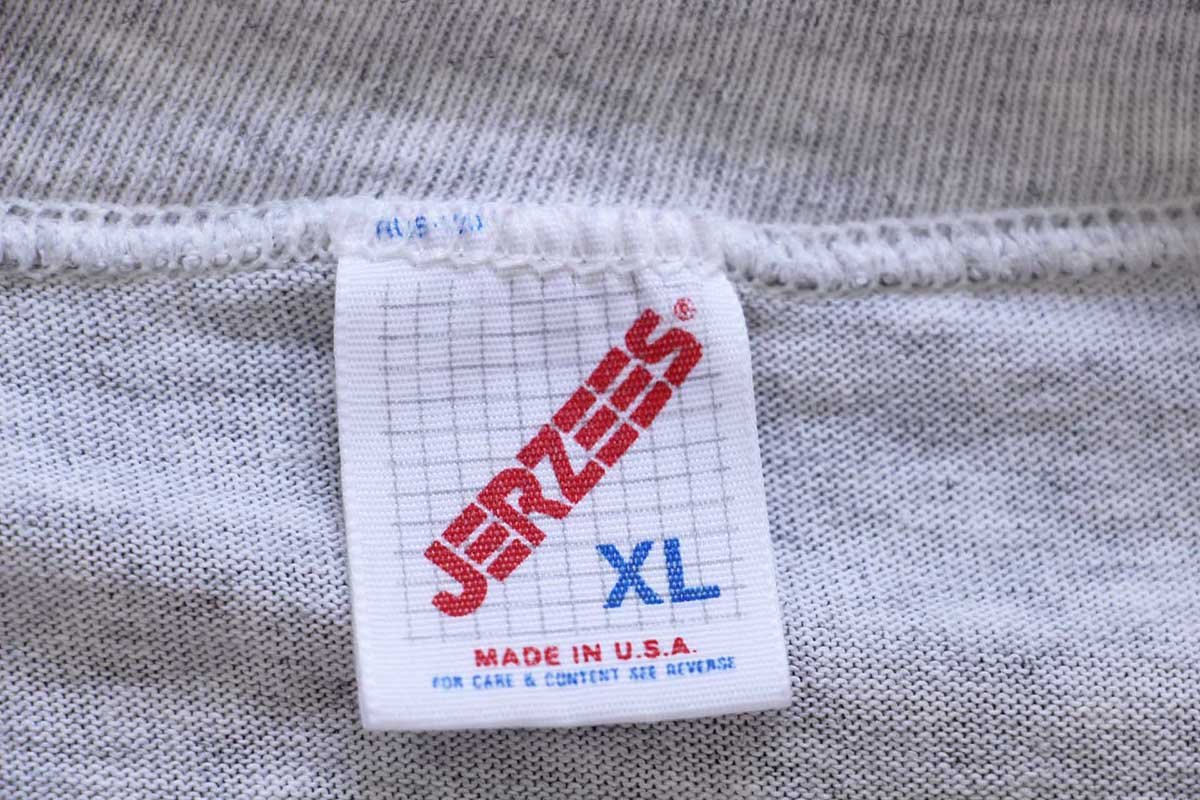 JERZEES®
XL
MADE IN U.S.A.
FOR CARE & CONTENT SEE REVERSE